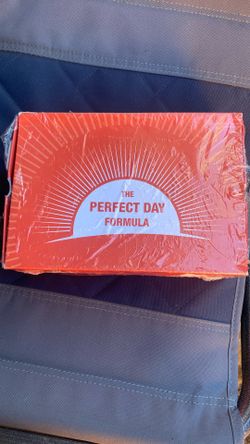 THE
PERFECT DAY
FORMULA